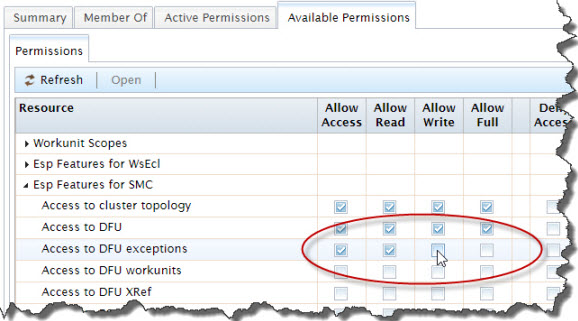 Summary Member Of Active Permissions Available Permissions
Permissions
Refresh Open
Resource Allow Access Allow Read Allow Write Allow Full
Workunit Scopes
Esp Features for WsEcl
Esp Features for SMC
Access to cluster topology
Access to DFU
Access to DFU exceptions
Access to DFU workunits
Access to DFU XRef